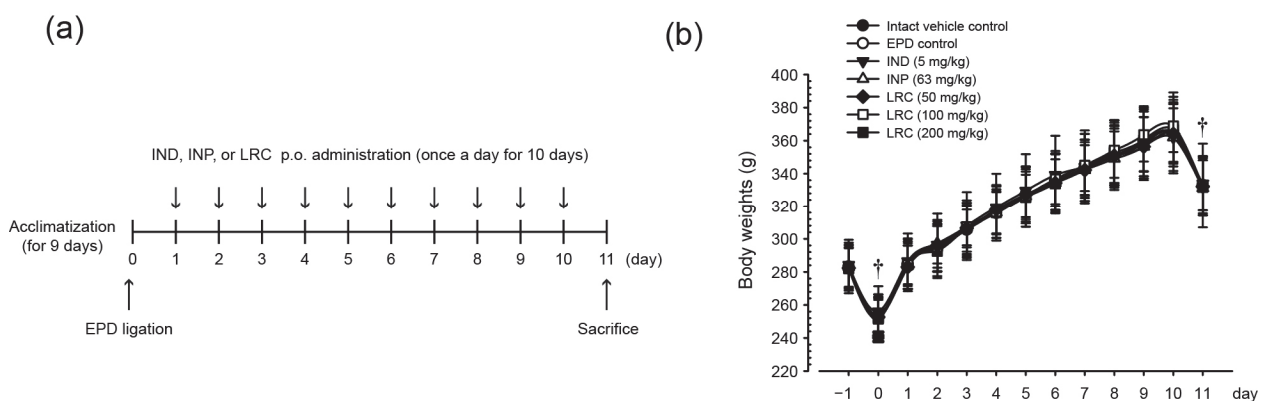 (a)
IND, INP, or LRC p.o. administration (once a day for 10 days)
Acclimatization
(for 9 days)
0 1 2 3 4 5 6 7 8 9 10 11 (day)
EPD ligation
Sacrifice
(b)
Intact vehicle control
EPD control
IND (5 mg/kg)
INP (63 mg/kg)
LRC (50 mg/kg)
LRC (100 mg/kg)
LRC (200 mg/kg)
Body weights (g)
400
380
360
340
320
300
280
260
240
220
†
†
−1 0 1 2 3 4 5 6 7 8 9 10 11 day